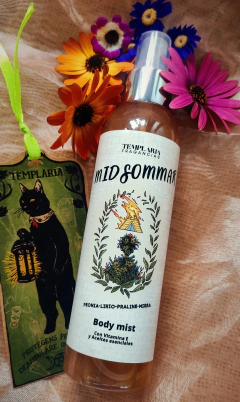 TEMPLARIA
FRAGANCIAS
MIDSOMMAR
PEONIA·LIRIO·PRALINE·MIRRA
Body mist
Con Vitamina E
y Aceites esenciales
TEMPLARIA